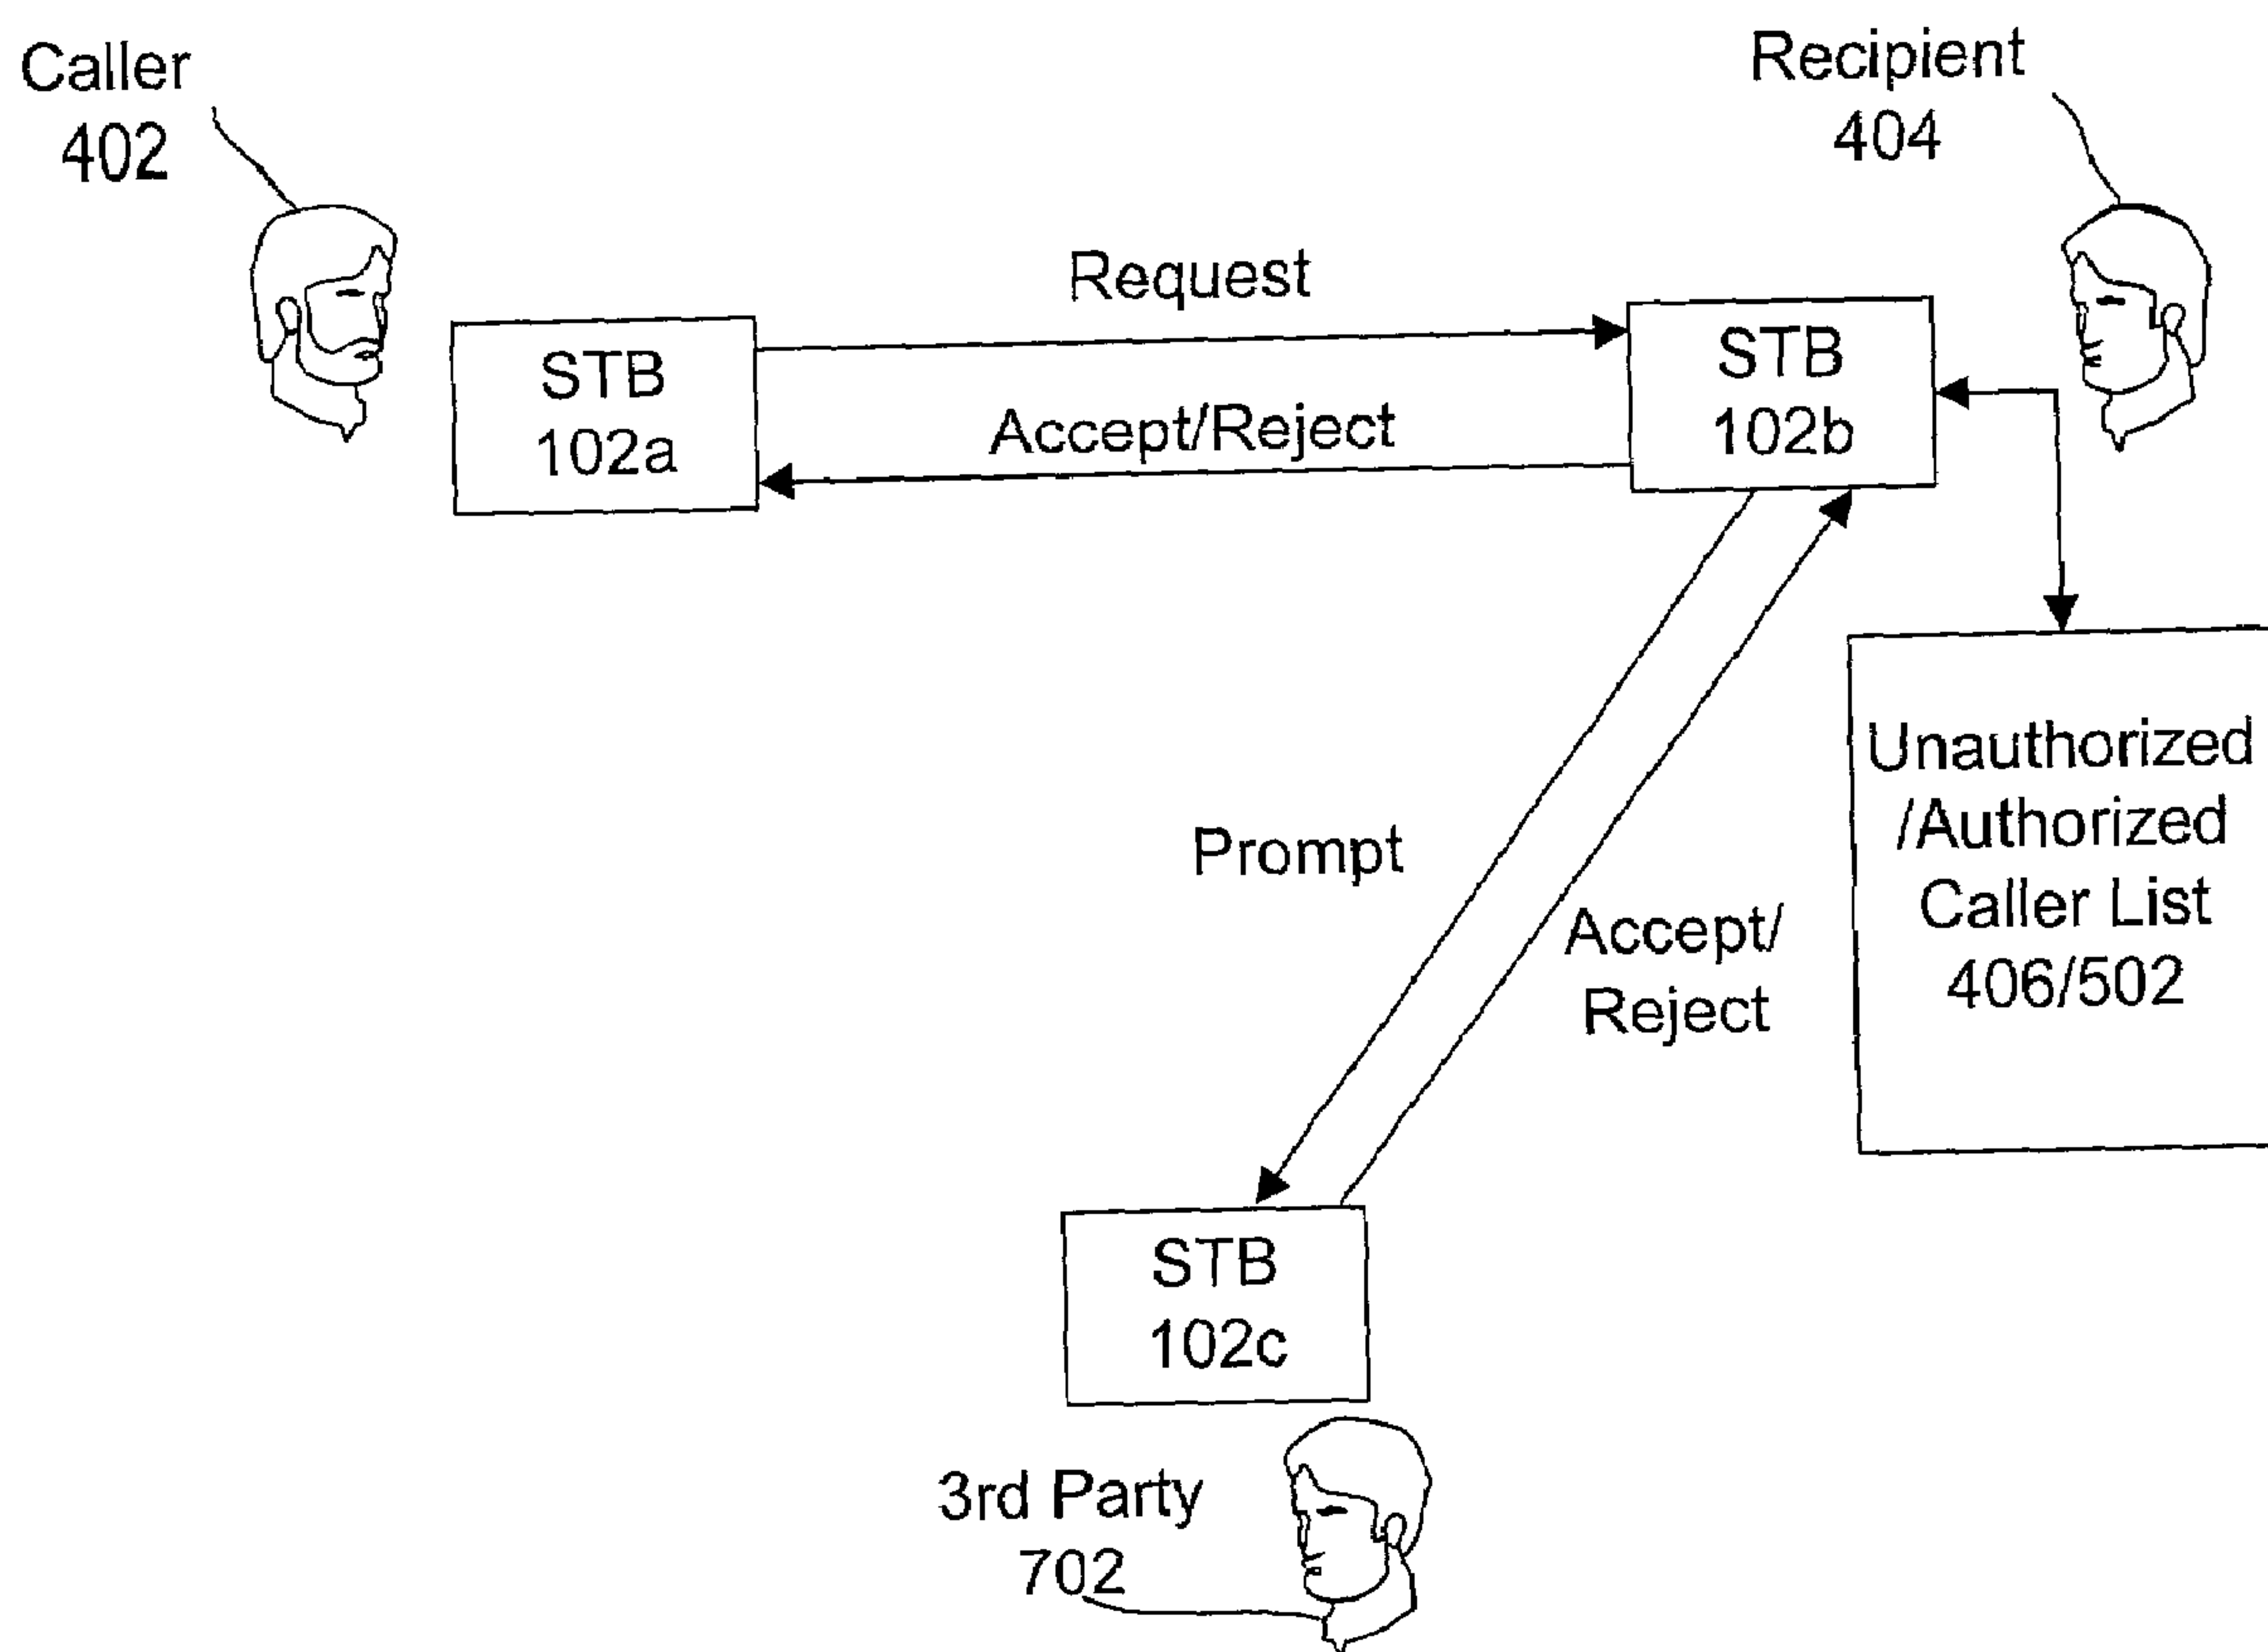 Caller
402
Recipient
404
Request
STB
102a
Accept/Reject
STB
102b
Unauthorized
/Authorized
Caller List
406/502
Prompt
Accept/
Reject
STB
102c
3rd Party
702